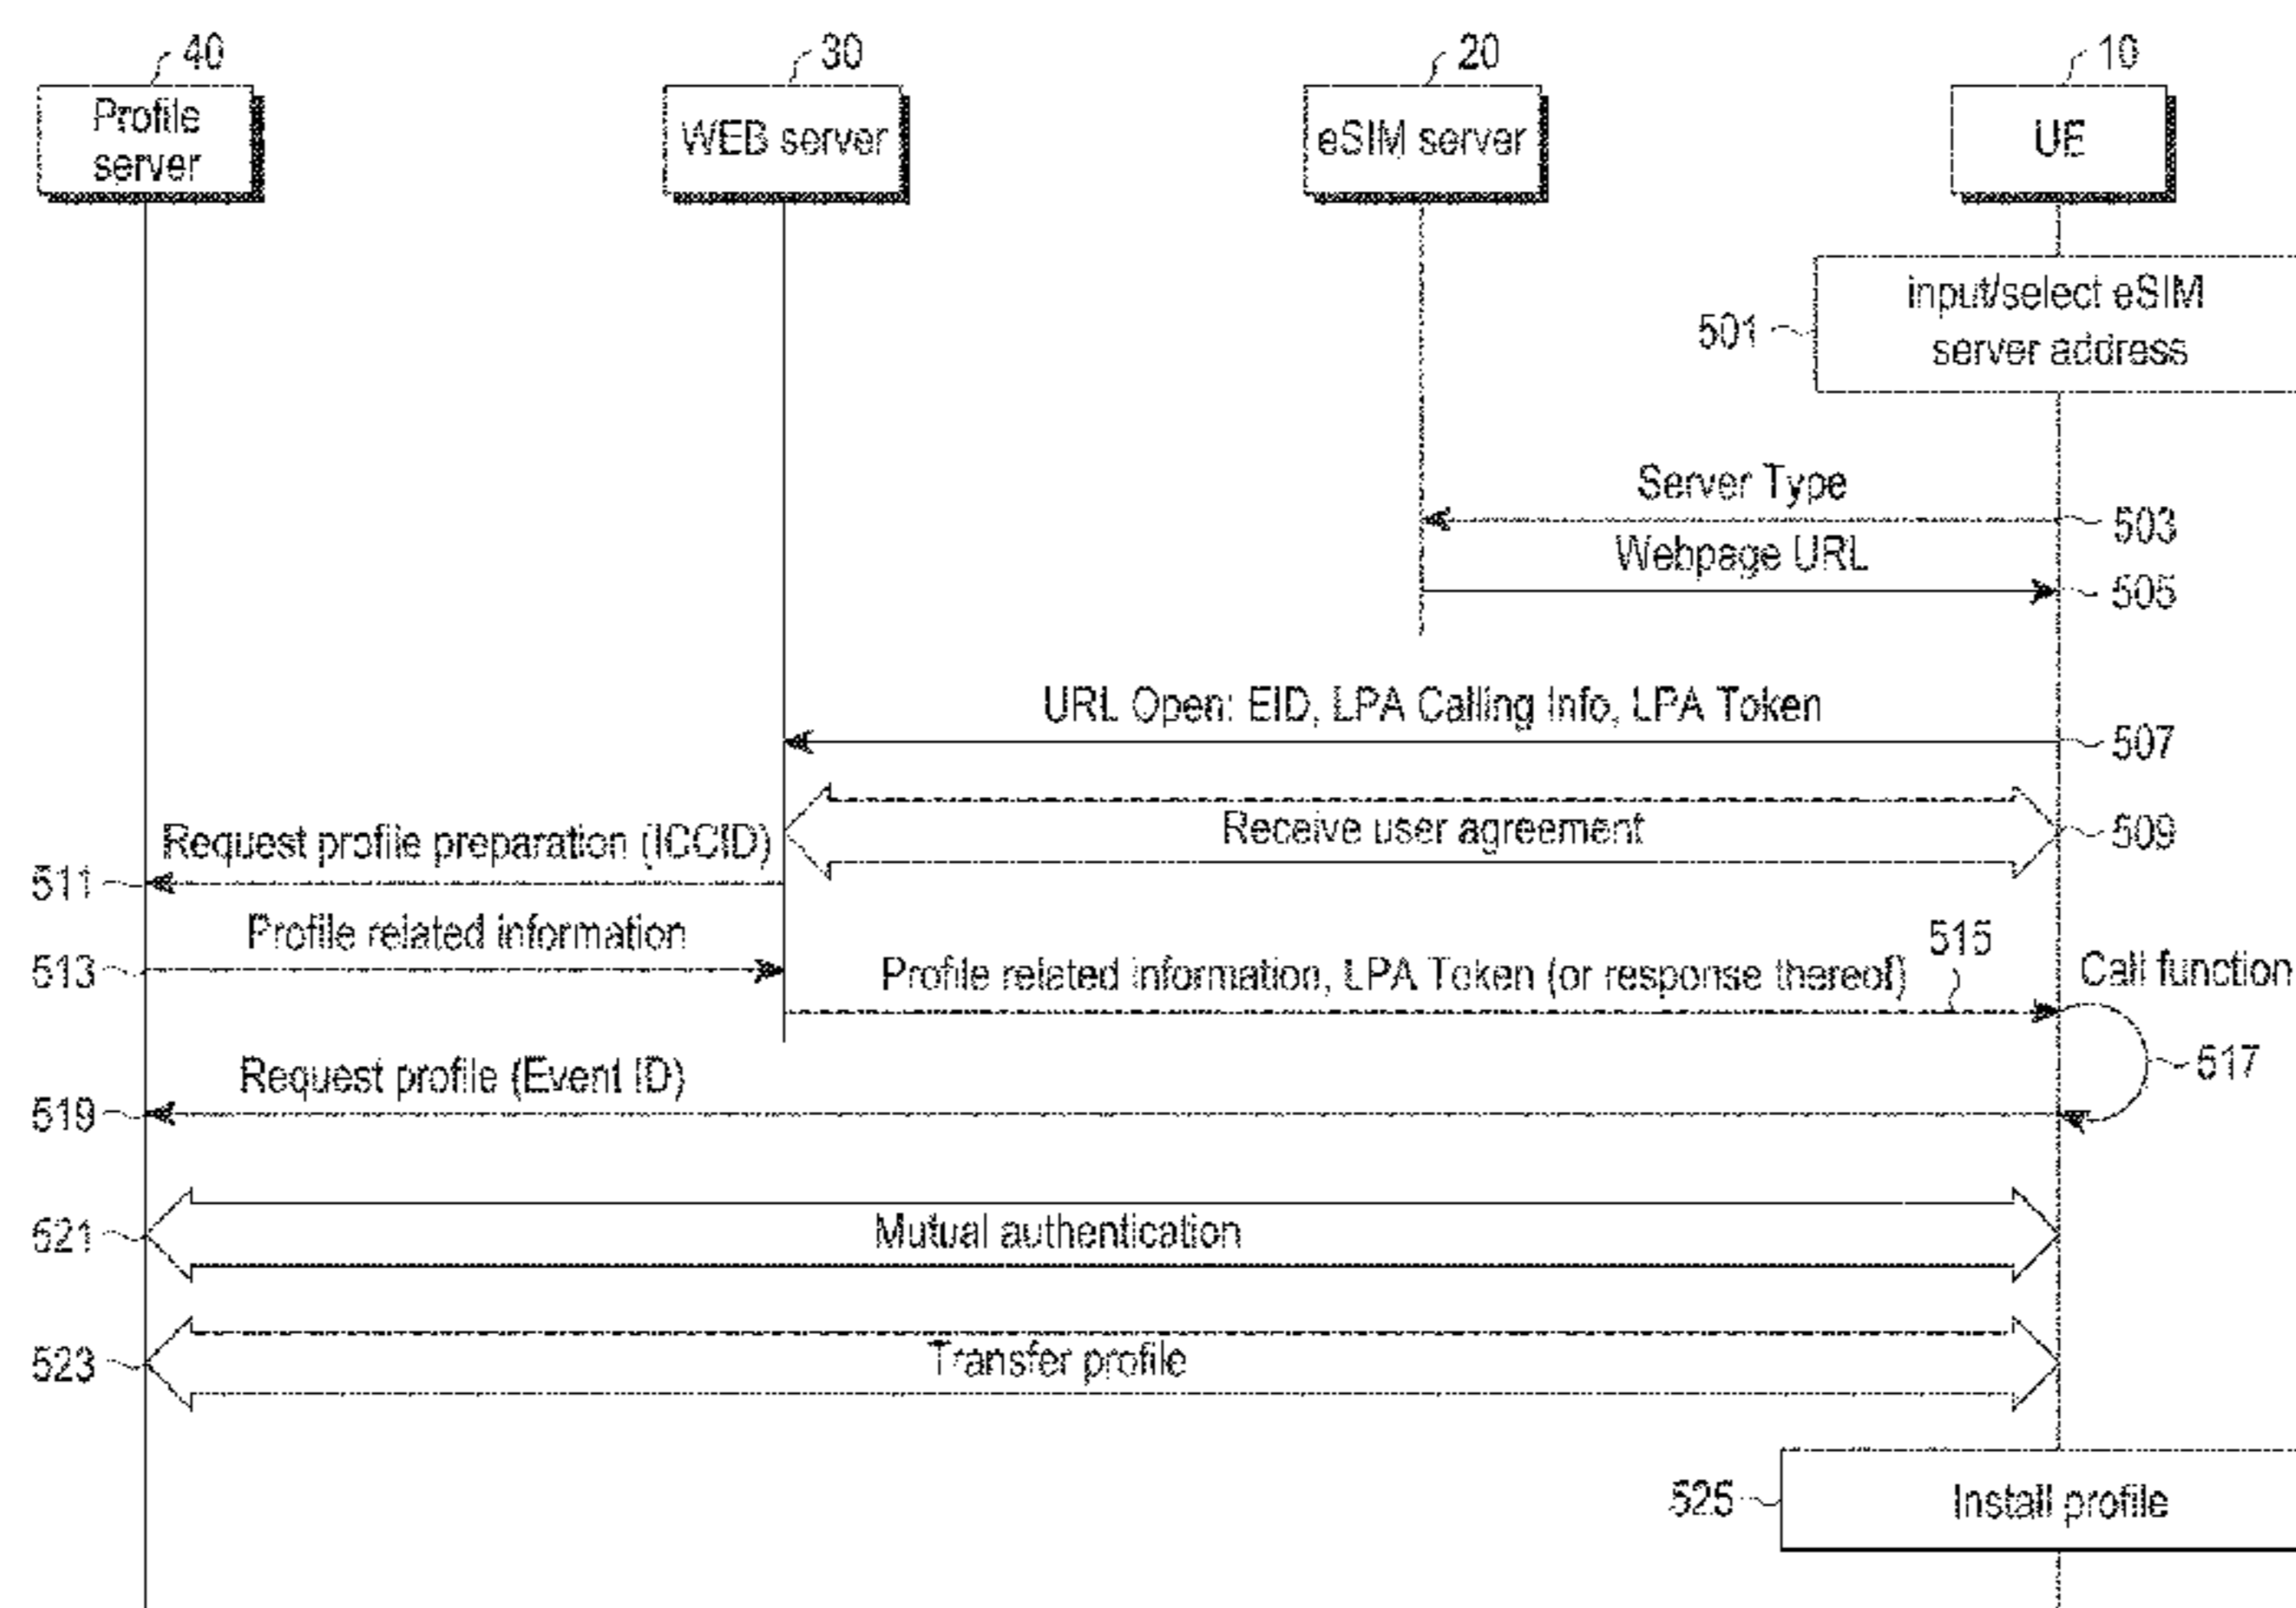 40
30
20
10
Profile
server
WEB server
eSIM server
UE
input/select eSIM
server address
501
Server Type
503
Webpage URL
505
URL Open: EID, LPA Calling Info, LPA Token
507
Receive user agreement
509
Request profile preparation (ICCID)
511
Profile related information
513
515
Profile related information, LPA Token (or response thereof)
Call function
517
Request profile (Event ID)
519
Mutual authentication
521
Transfer profile
523
525
Install profile